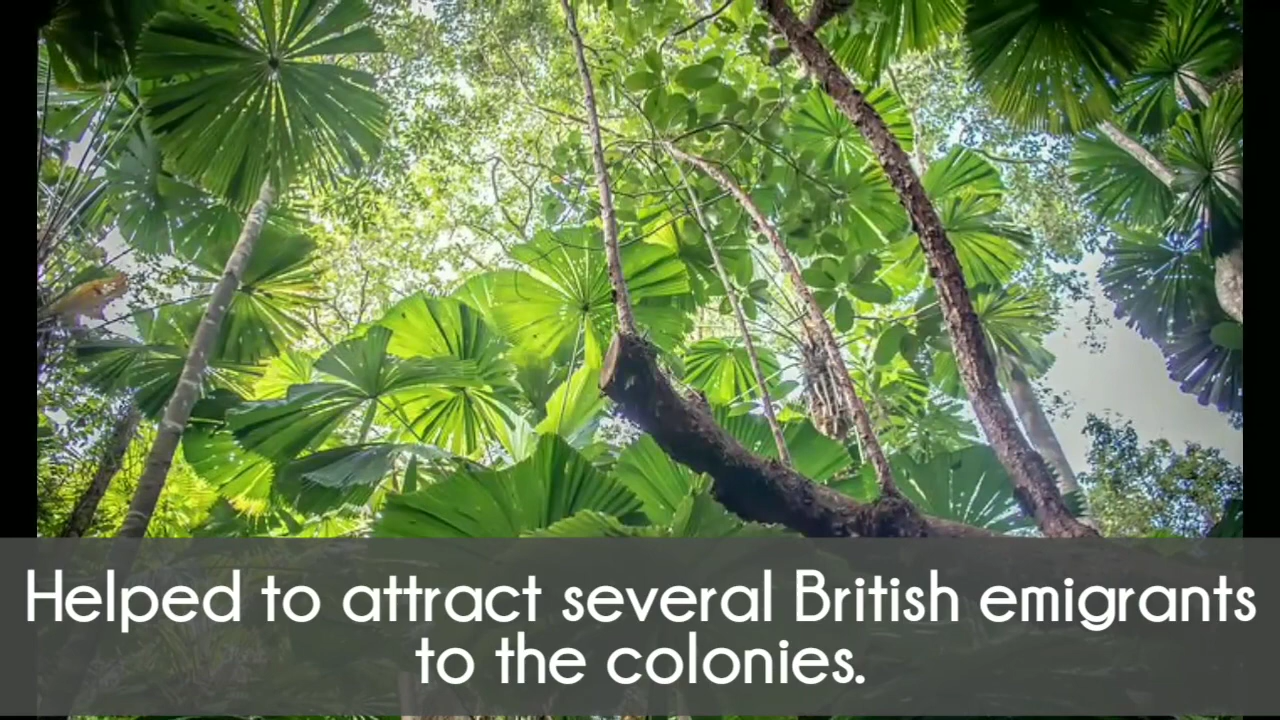 Helped to attract several British emigrants
to the colonies.